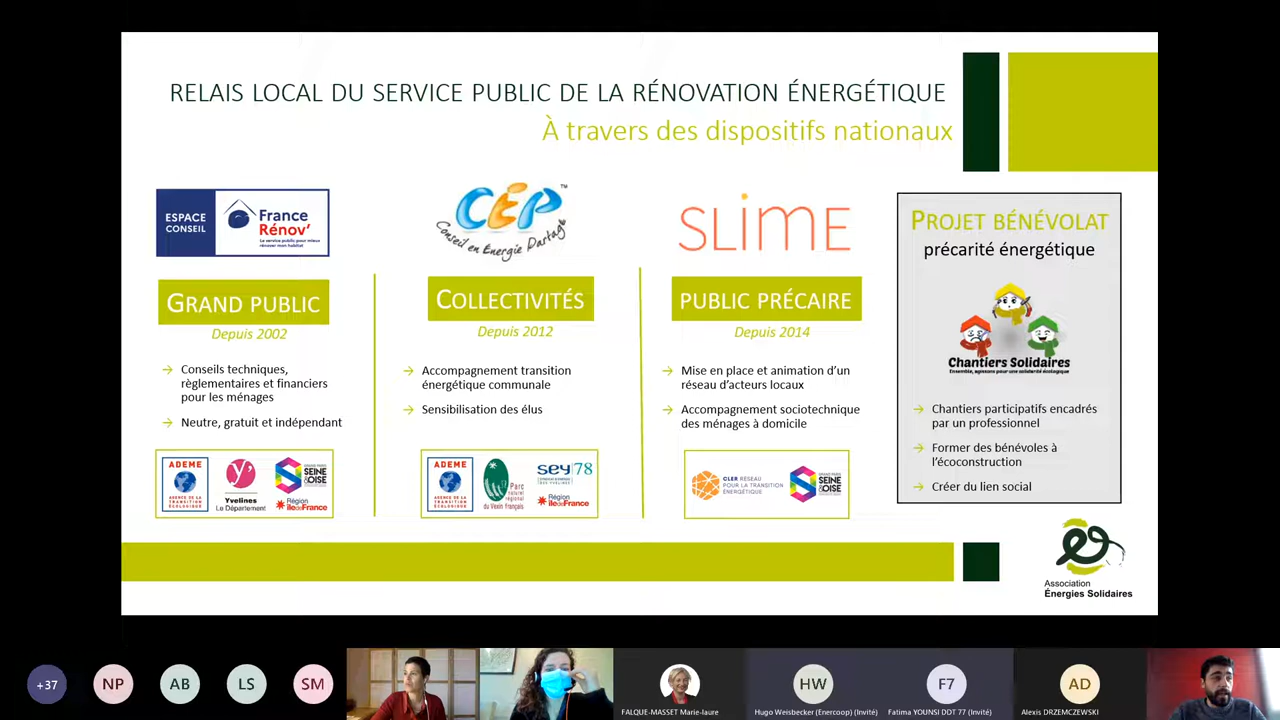 RELAIS LOCAL DU SERVICE PUBLIC DE LA RÉNOVATION ÉNERGÉTIQUE
À travers des dispositifs nationaux
ESPACE
CONSEIL
France
Rénov'
Le service public pour mieux
rénover mon habitat
GRAND PUBLIC
Depuis 2002
→ Conseils techniques,
règlementaires et financiers
pour les ménages
→ Neutre, gratuit et indépendant
ADEME
AGENCE DE LA
TRANSITION
ÉCOLOGIQUE
Yvelines
Le Département
GRAND PARIS
SEINE
&OISE
Région
île de France
CÉP™
Conseil en Energie Partagé
COLLECTIVITÉS
Depuis 2012
→ Accompagnement transition
énergétique communale
→ Sensibilisation des élus
ADEME
AGENCE DE LA
TRANSITION
ÉCOLOGIQUE
Parc
naturel
régional
du Vexin français
sey|78
Région
île de France
SLiME
PUBLIC PRÉCAIRE
Depuis 2014
→ Mise en place et animation d'un
réseau d'acteurs locaux
→ Accompagnement sociotechnique
des ménages à domicile
CLER RÉSEAU
POUR LA TRANSITION
ÉNERGÉTIQUE
GRAND PARIS
SEINE
&OISE
PROJET BÉNÉVOLAT
précarité énergétique
Chantiers Solidaires
Ensemble, agissons pour une solidarité écologique
→ Chantiers participatifs encadrés
par un professionnel
→ Former des bénévoles à
l'écoconstruction
→ Créer du lien social
Association
Énergies Solidaires
+37
NP
AB
LS
SM
FALQUE-MASSET Marie-laure
HW
Hugo Weisbecker (Enercoop) (Invité)
F7
Fatima YOUNSI DDT 77 (Invité)
AD
Alexis DRZEMCZEWSKI